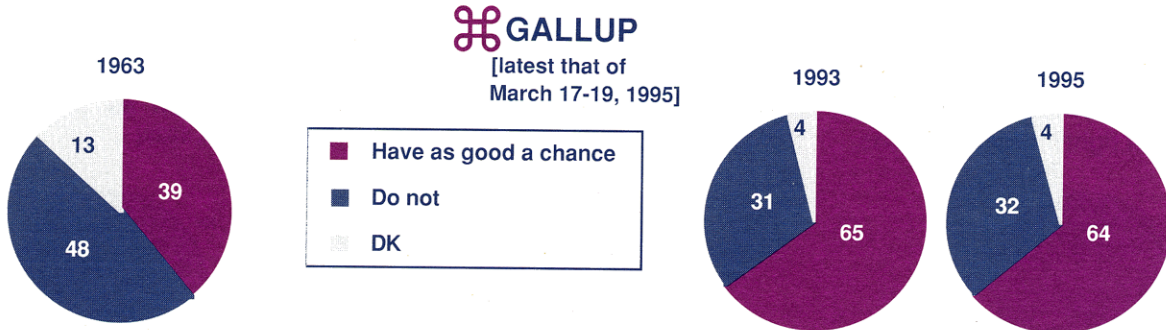 GALLUP
[latest that of
March 17-19, 1995]
1963
13
39
48
Have as good a chance
Do not
DK
1993
4
31
65
1995
4
32
64